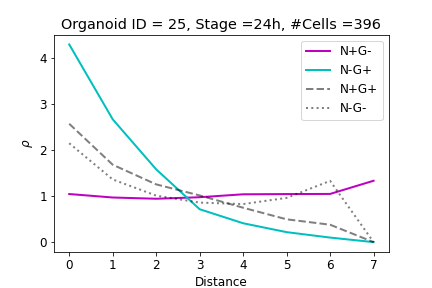 Organoid ID = 25, Stage =24h, #Cells =396
N+G-
N-G+
N+G+
N-G-
4
3
2
1
0
ρ
0 1 2 3 4 5 6 7
Distance